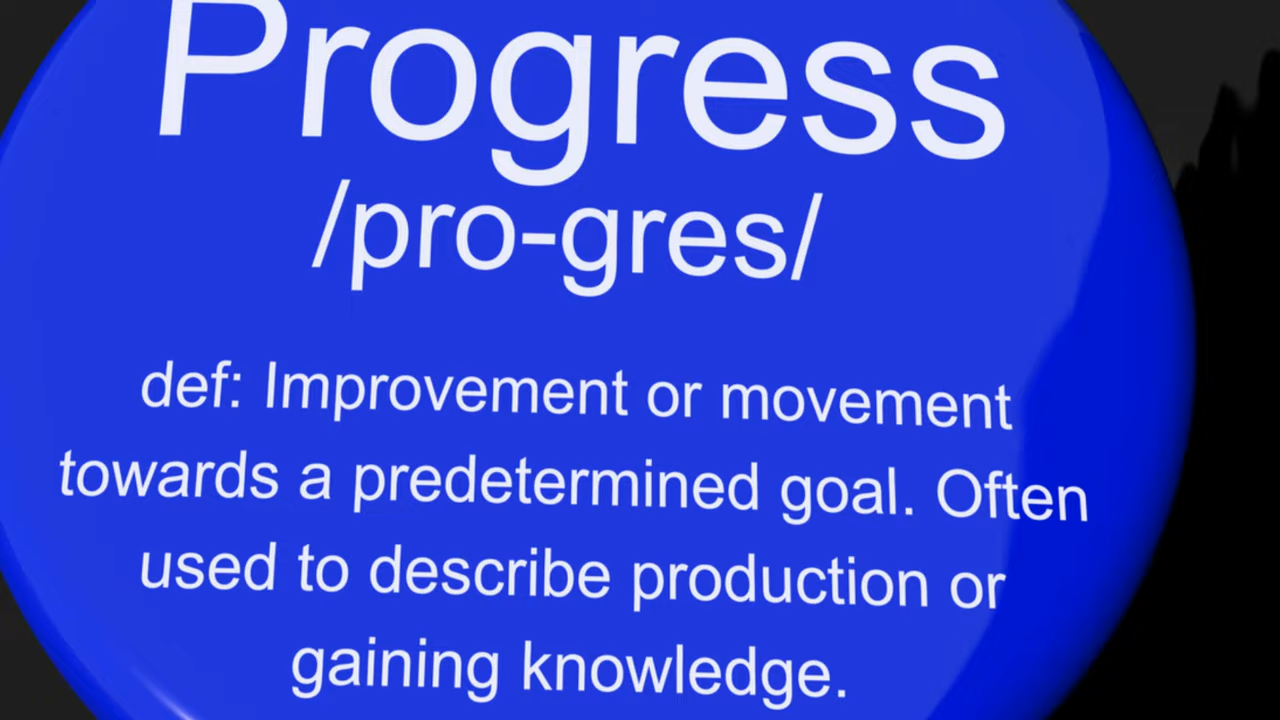 Progress
/pro-gres/
def: Improvement or movement
towards a predetermined goal. Often
used to describe production or
gaining knowledge.